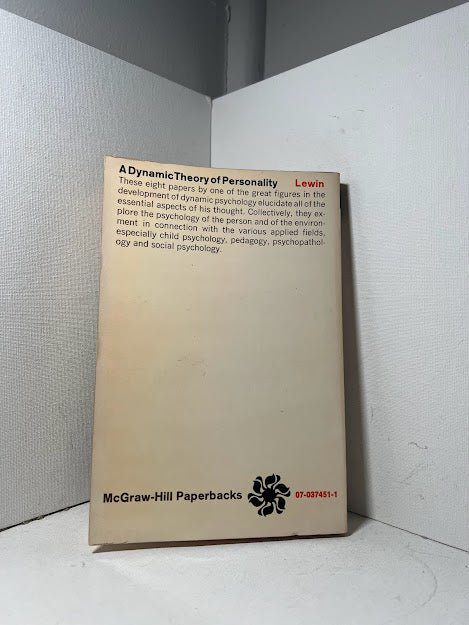 A Dynamic Theory of Personality Lewin
These eight papers by one of the great figures in the
development of dynamic psychology elucidate all of the
essential aspects of his thought. Collectively, they ex-
plore the psychology of the person and of the environ-
ment in connection with the various applied fields,
especially child psychology, pedagogy, psychopathol-
ogy and social psychology.
McGraw-Hill Paperbacks 07-037451-1